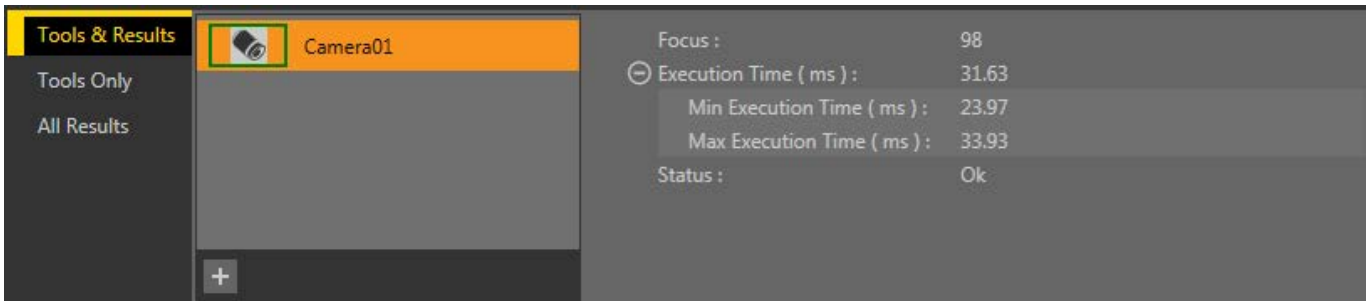 Tools & Results
Tools Only
All Results
Camera01
+
Focus : 98
Execution Time ( ms ) : 31.63
Min Execution Time ( ms ) : 23.97
Max Execution Time ( ms ) : 33.93
Status : Ok